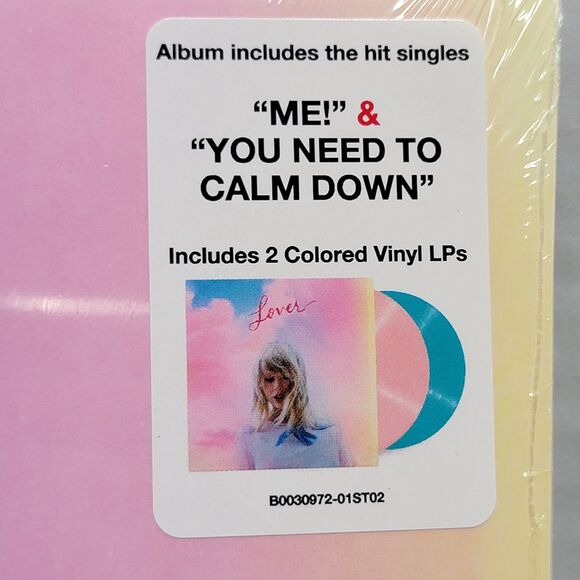 Album includes the hit singles
“ME!” &
“YOU NEED TO
CALM DOWN”
Includes 2 Colored Vinyl LPs
Lover
B0030972-01ST02